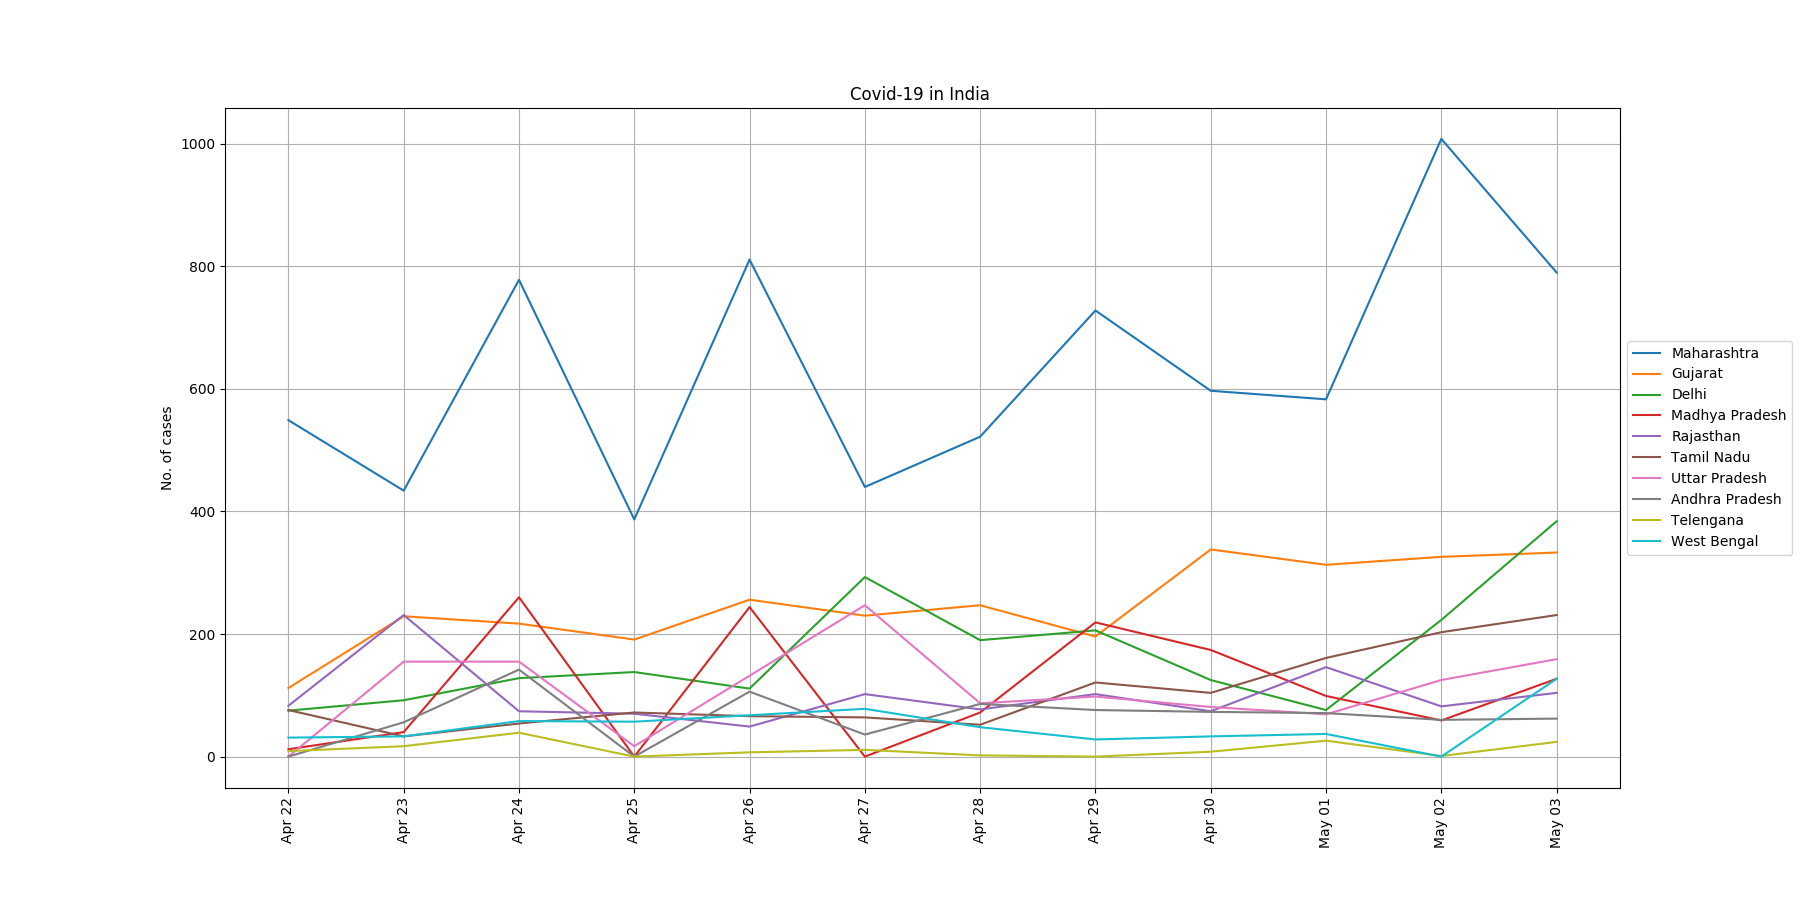 Covid-19 in India
No. of cases
1000
800
600
400
200
0
Apr 22
Apr 23
Apr 24
Apr 25
Apr 26
Apr 27
Apr 28
Apr 29
Apr 30
May 01
May 02
May 03
Maharashtra
Gujarat
Delhi
Madhya Pradesh
Rajasthan
Tamil Nadu
Uttar Pradesh
Andhra Pradesh
Telengana
West Bengal